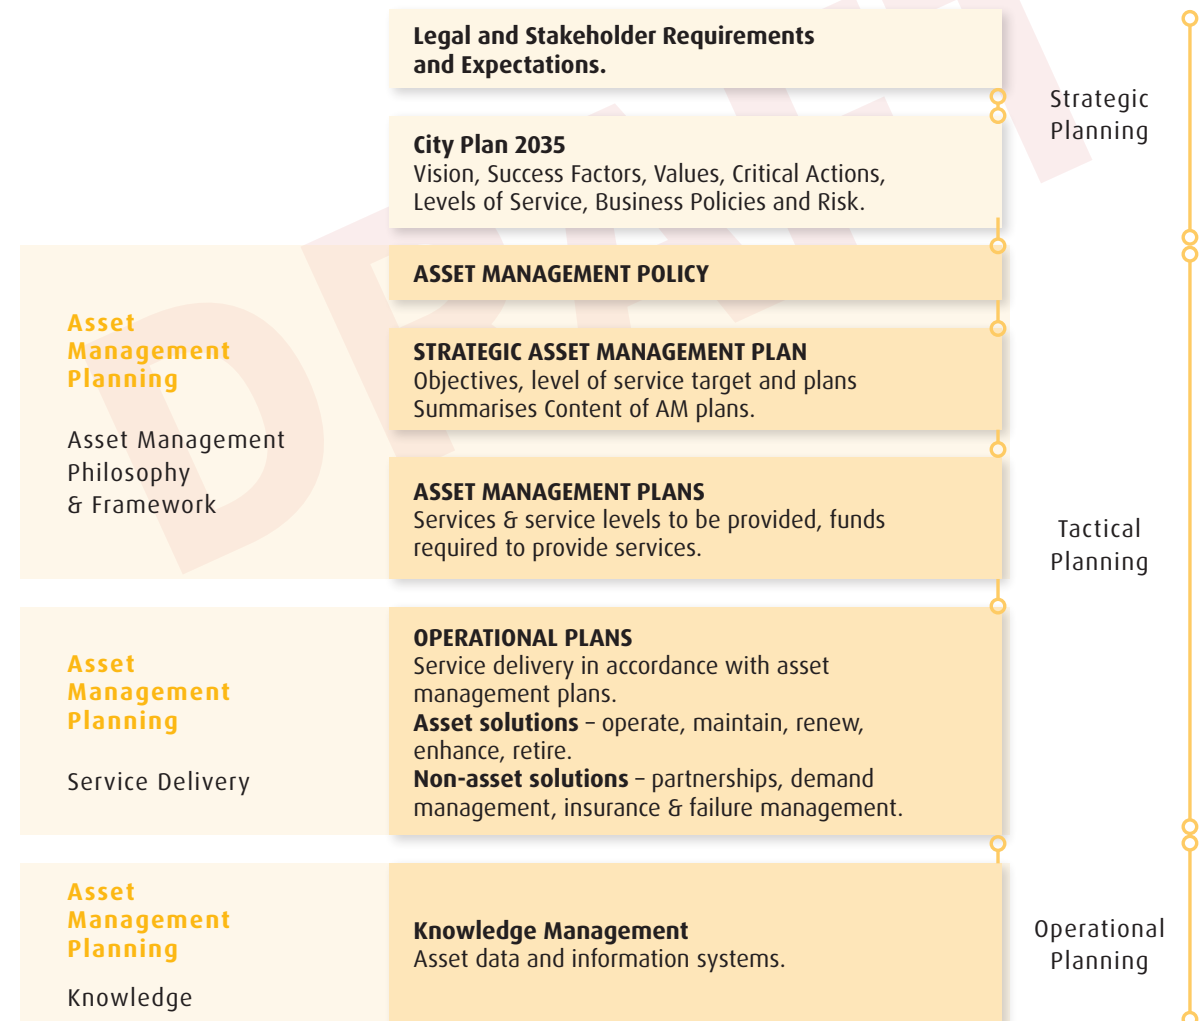 Legal and Stakeholder Requirements
and Expectations.
Strategic
Planning
City Plan 2035
Vision, Success Factors, Values, Critical Actions,
Levels of Service, Business Policies and Risk.
ASSET MANAGEMENT POLICY
Asset
Management
Planning
Asset Management
Philosophy
& Framework
STRATEGIC ASSET MANAGEMENT PLAN
Objectives, level of service target and plans
Summarises Content of AM plans.
ASSET MANAGEMENT PLANS
Services & service levels to be provided, funds
required to provide services.
Tactical
Planning
Asset
Management
Planning
Service Delivery
OPERATIONAL PLANS
Service delivery in accordance with asset
management plans.
Asset solutions – operate, maintain, renew,
enhance, retire.
Non-asset solutions – partnerships, demand
management, insurance & failure management.
Asset
Management
Planning
Knowledge
Knowledge Management
Asset data and information systems.
Operational
Planning
DRAFT